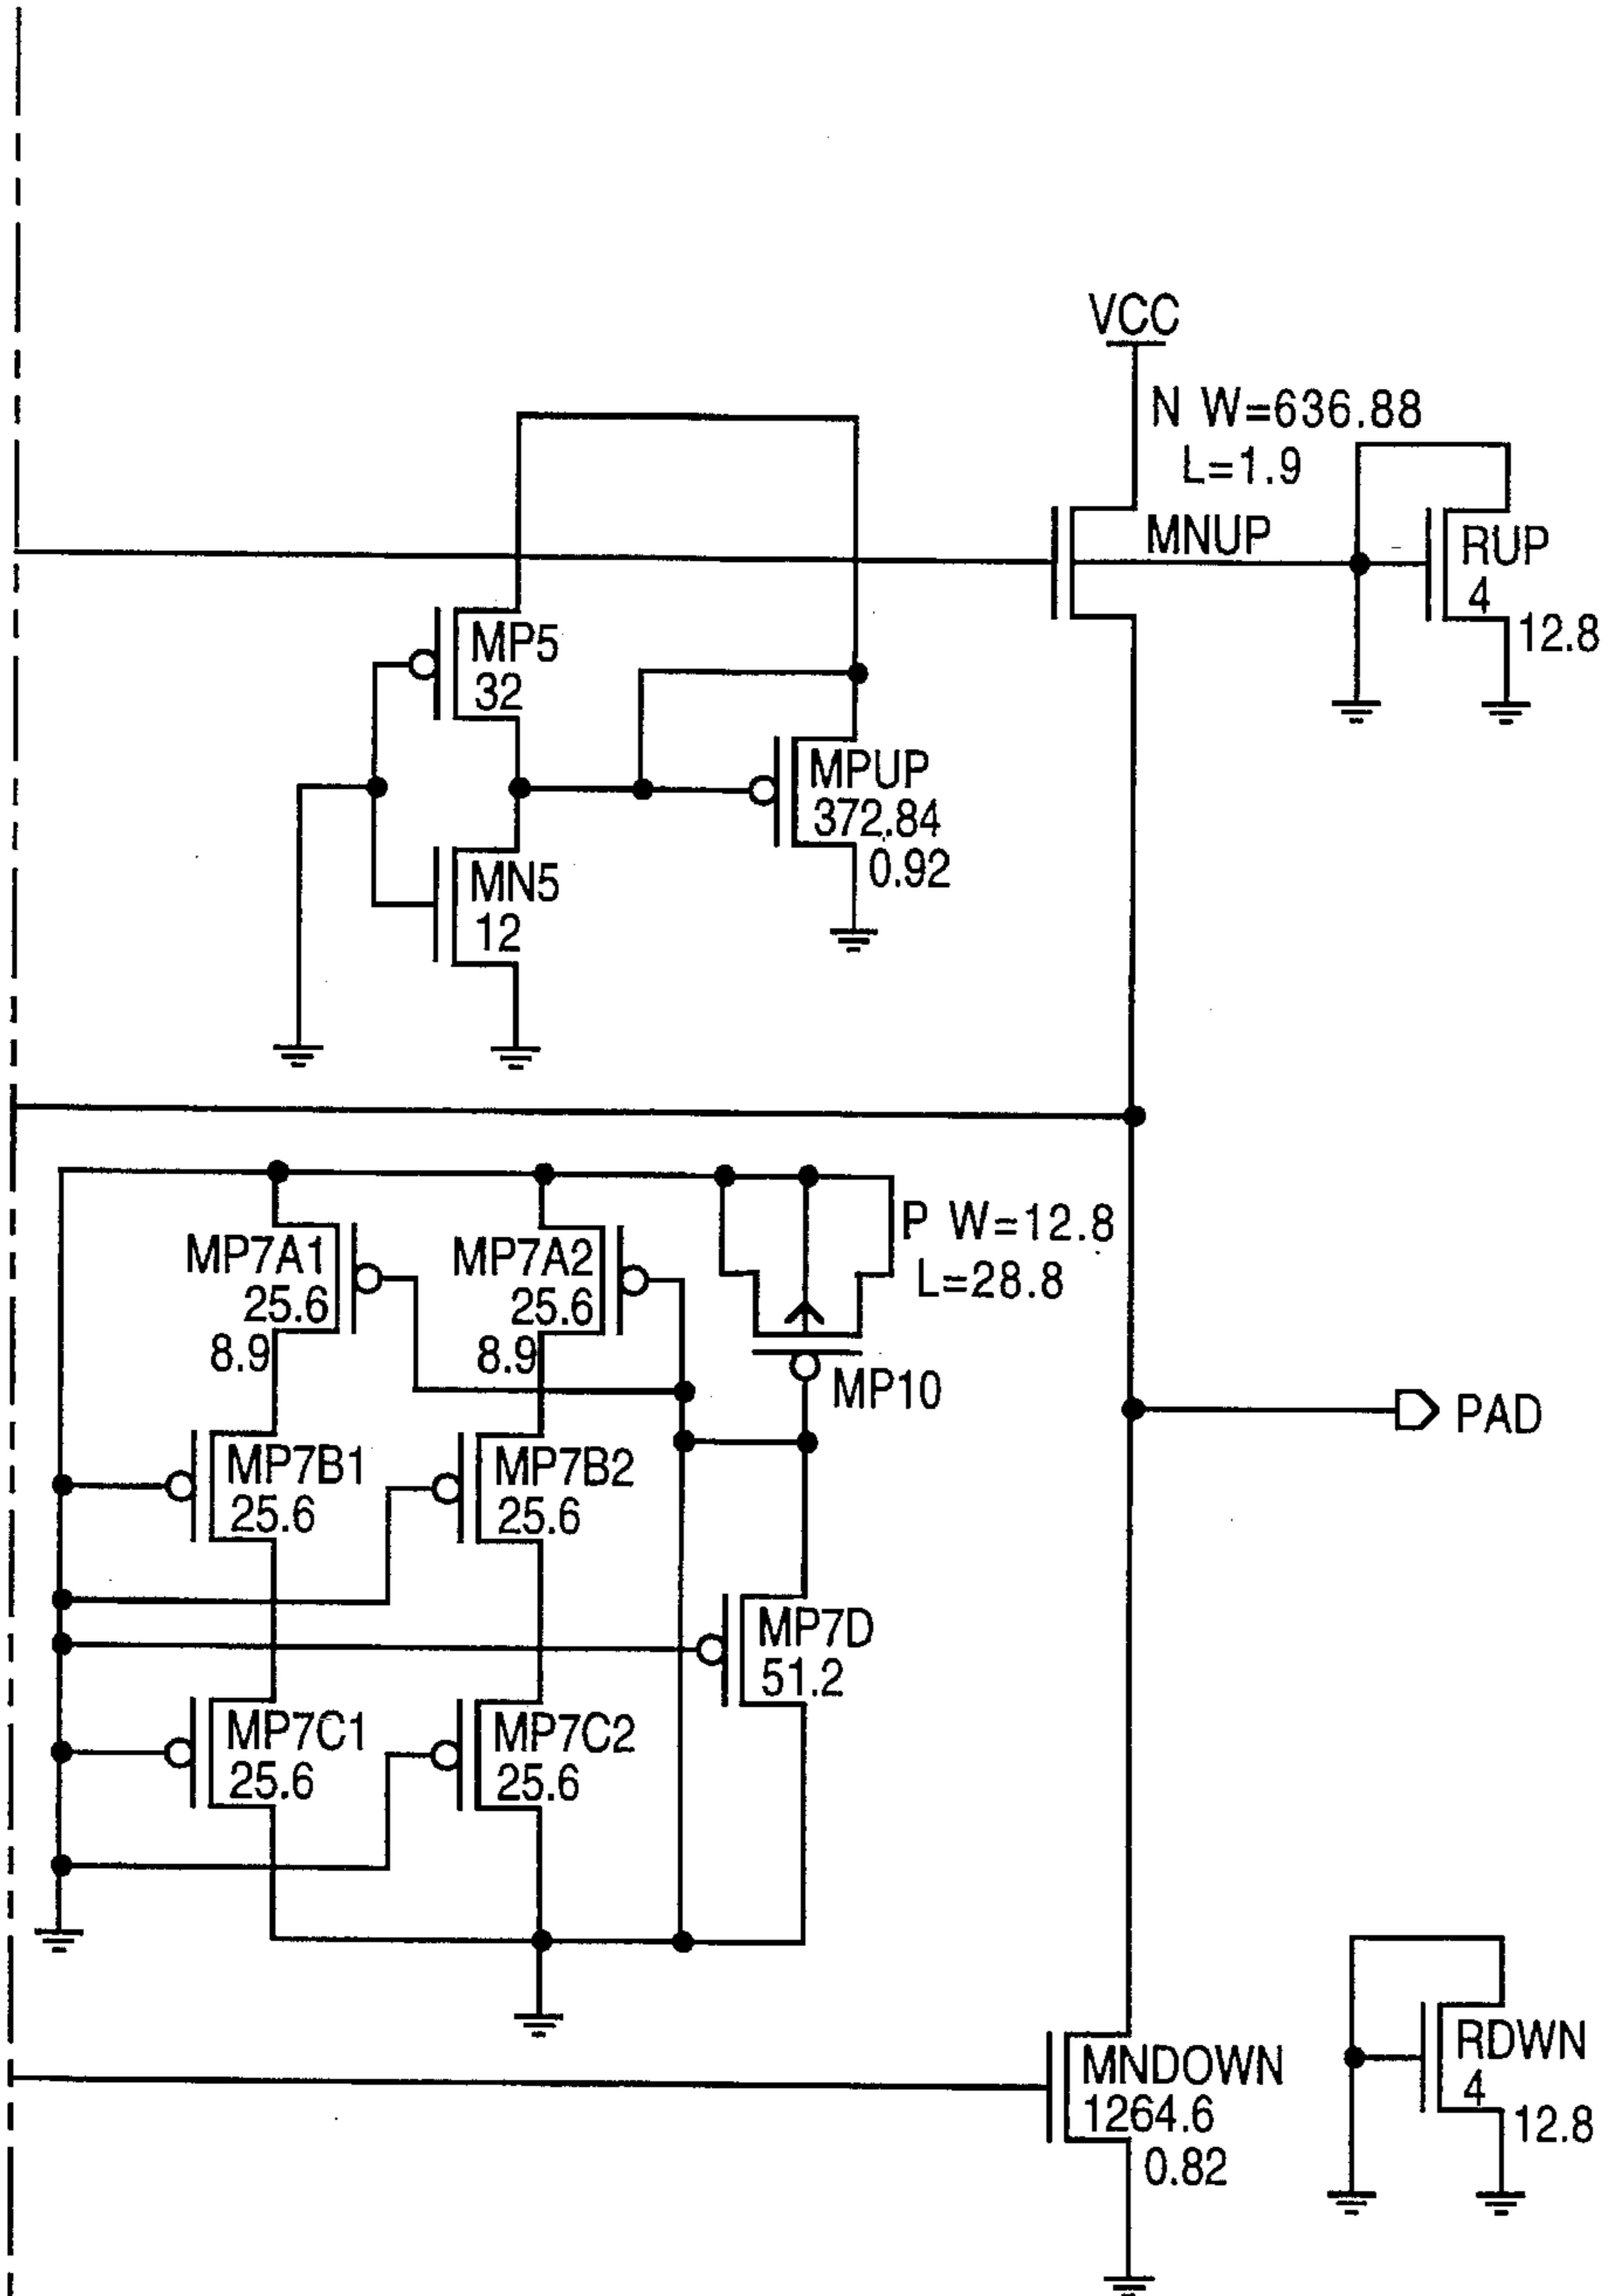 VCC
N W=636.88
L=1.9
MNUP
RUP
4
12.8
MP5
32
MPUP
372.84
0.92
MN5
12
P W=12.8
L=28.8
MP7A1
25.6
8.9
MP7A2
25.6
8.9
MP10
PAD
MP7B1
25.6
MP7B2
25.6
MP7D
51.2
MP7C1
25.6
MP7C2
25.6
MNDOWN
1264.6
0.82
RDWN
4
12.8